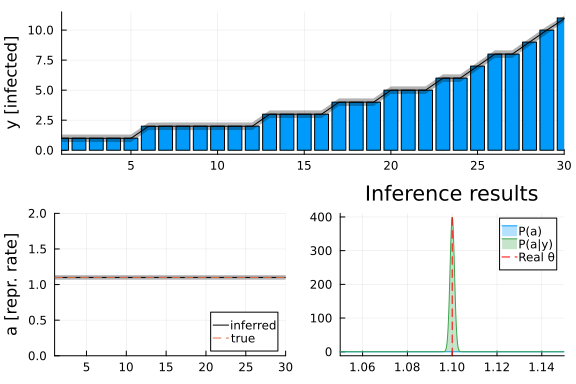 y [infected]
10.0
7.5
5.0
2.5
0.0
5 10 15 20 25 30
Inference results
a [repr. rate]
2.0
1.5
1.0
0.5
0.0
inferred
true
5 10 15 20 25 30
400
300
200
100
0
P(a)
P(a|y)
Real θ
1.06 1.08 1.10 1.12 1.14